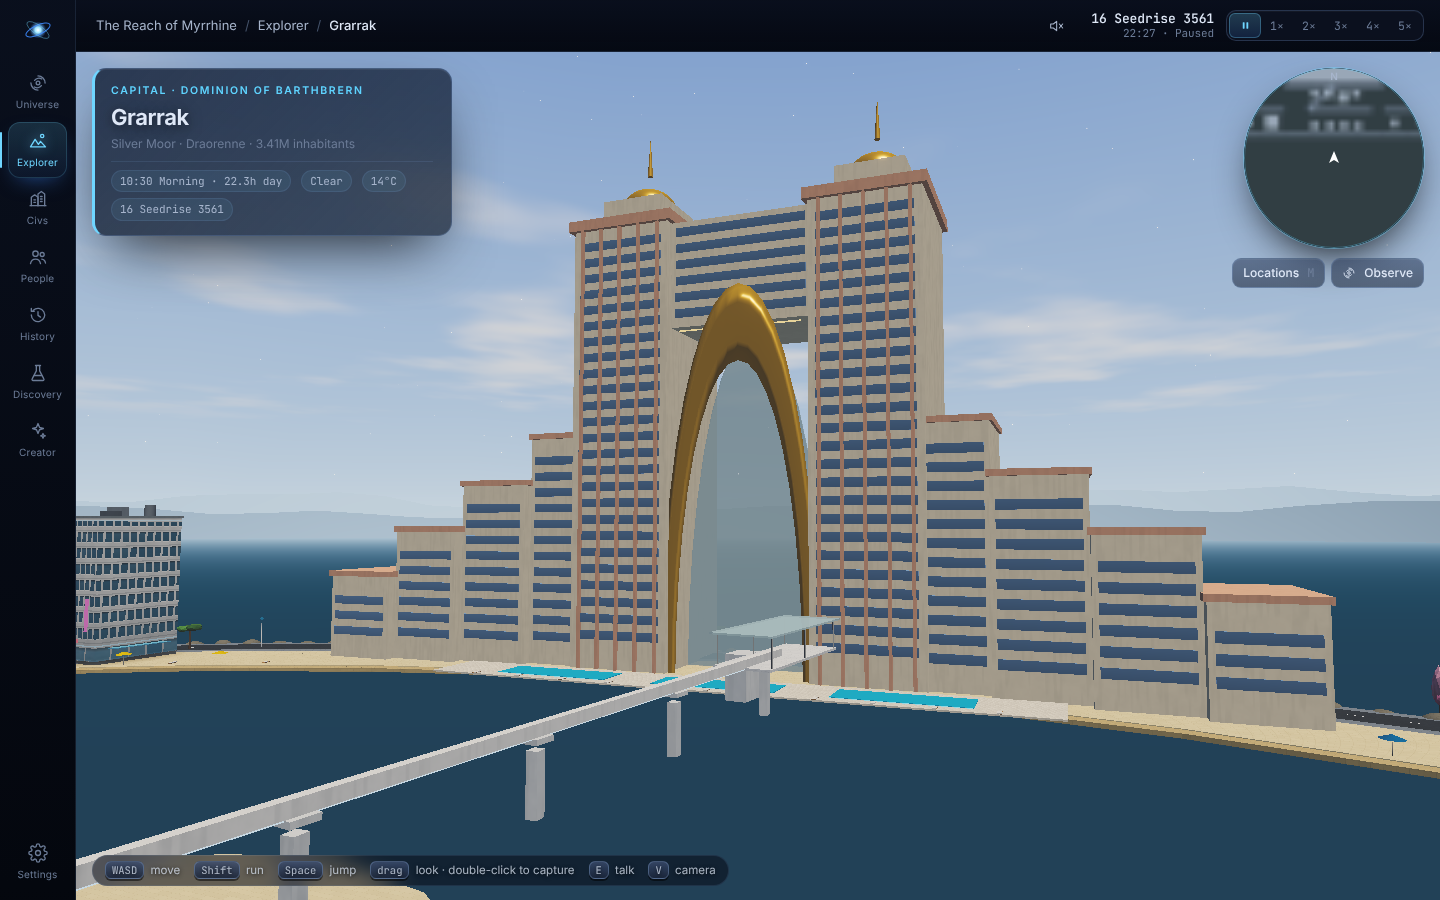 The Reach of Myrrhine / Explorer / Grarrak
16 Seedrise 3561
22:27 · Paused
1×
2×
3×
4×
5×
Universe
Explorer
Civs
People
History
Discovery
Creator
Settings
CAPITAL · DOMINION OF BARTHBRERN
Grarrak
Silver Moor · Draorenne · 3.41M inhabitants
10:30 Morning · 22.3h day
Clear
14°C
16 Seedrise 3561
N
Locations M
Observe
WASD move Shift run Space jump drag look · double-click to capture E talk V camera